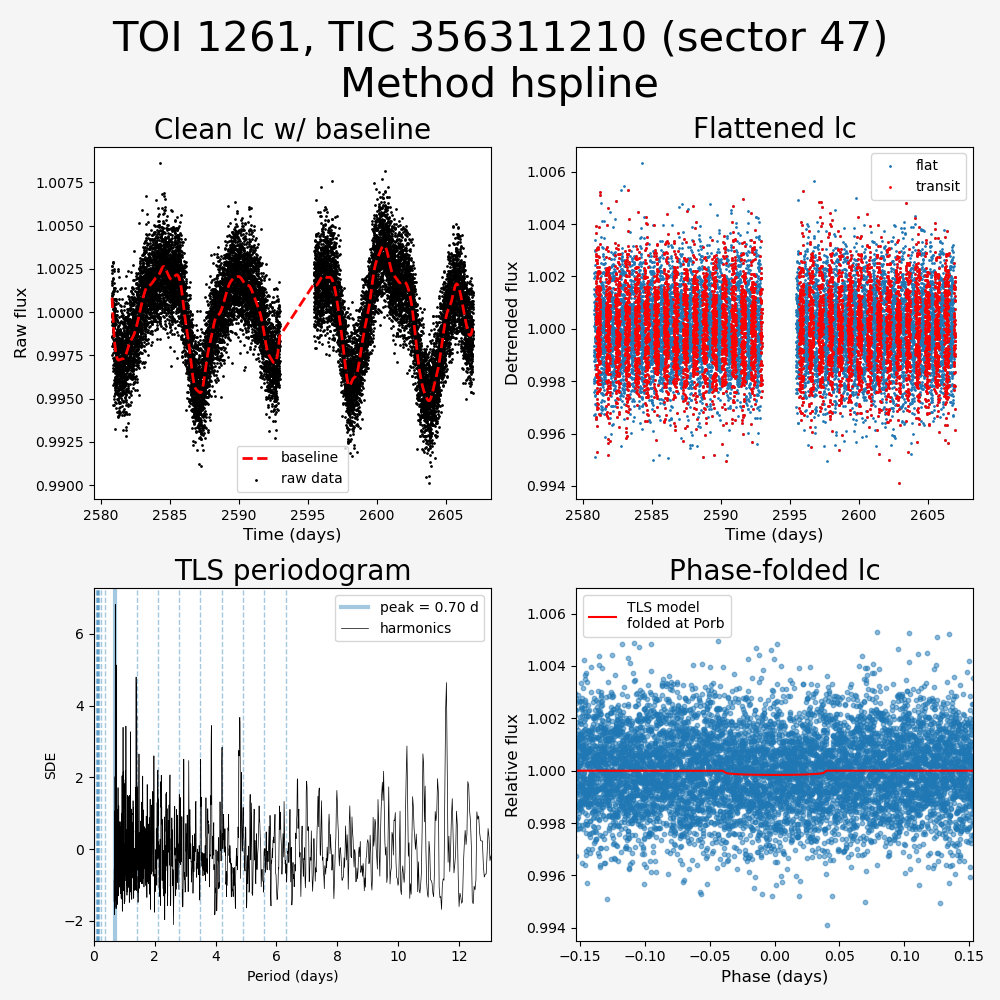 TOI 1261, TIC 356311210 (sector 47)
Method hspline
Clean lc w/ baseline
Raw flux
1.0075
1.0050
1.0025
1.0000
0.9975
0.9950
0.9925
0.9900
baseline
raw data
2580
2585
2590
2595
2600
2605
Time (days)
Flattened lc
Detrended flux
1.006
1.004
1.002
1.000
0.998
0.996
0.994
flat
transit
2580
2585
2590
2595
2600
2605
Time (days)
TLS periodogram
SDE
6
4
2
0
−2
peak = 0.70 d
harmonics
0
2
4
6
8
10
12
Period (days)
Phase-folded lc
Relative flux
1.006
1.004
1.002
1.000
0.998
0.996
0.994
TLS model
folded at Porb
−0.15
−0.10
−0.05
0.00
0.05
0.10
0.15
Phase (days)